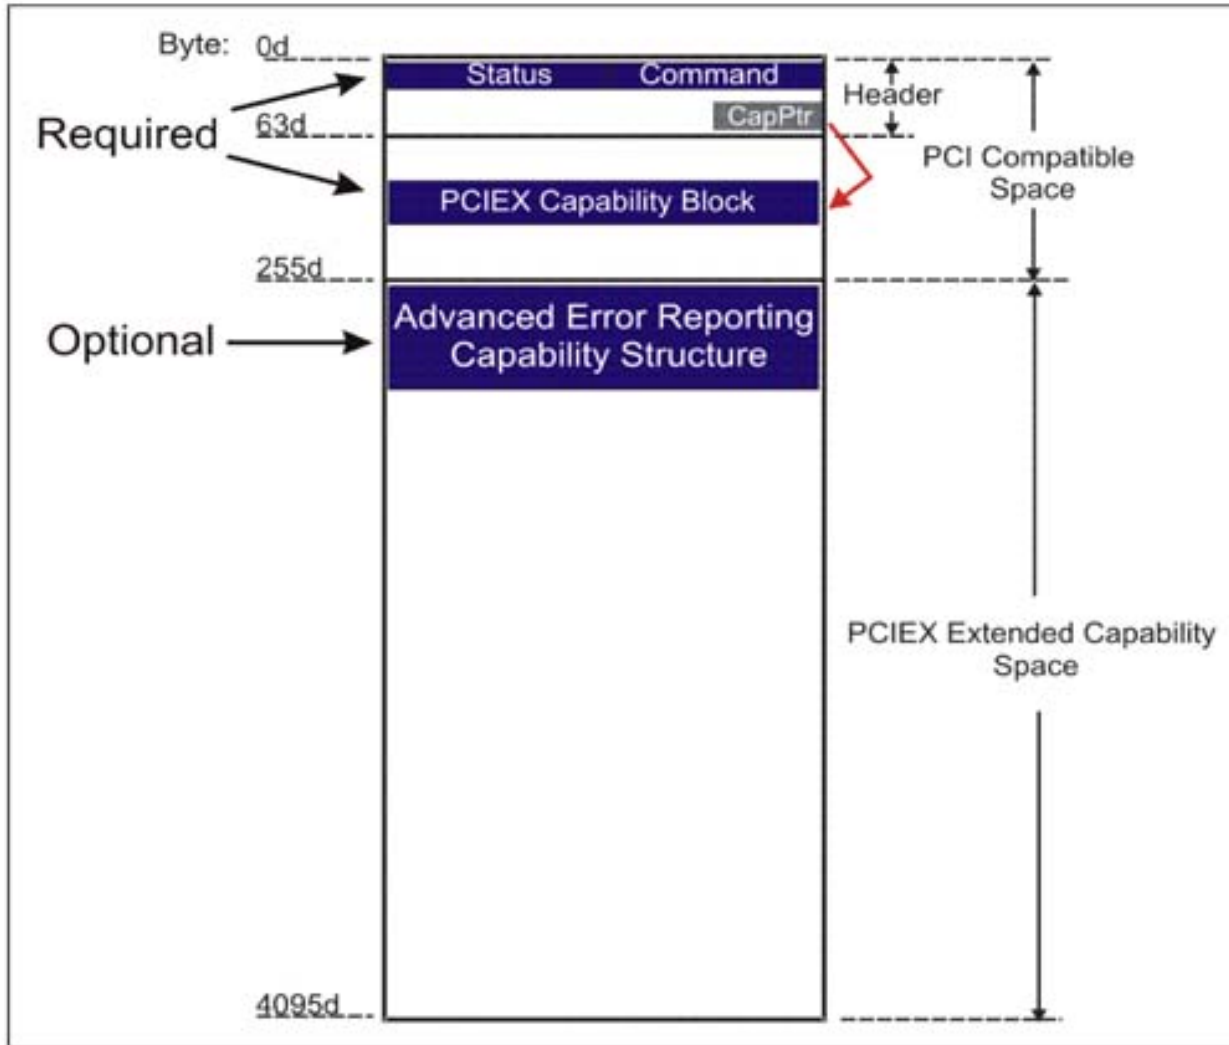 Byte: 0d
Status Command
Header
CapPtr
63d
Required
PCI Compatible
Space
PCIEX Capability Block
255d
Advanced Error Reporting
Capability Structure
Optional
PCIEX Extended Capability
Space
4095d